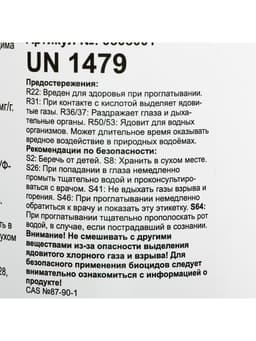 UN 1479
Предостережения:
R22: Вреден для здоровья при проглатывании.
R31: При контакте с кислотой выделяет ядови-
тые газы. R36/37: Раздражает глаза и дыха-
тельные органы. R50/53: Ядовит для водных
организмов. Может длительное время оказывать
вредное воздействие в природных водоёмах.
Рекомендации по безопасности:
S2: Беречь от детей. S8: Хранить в сухом месте.
S26: При попадании в глаза немедленно
промыть тщательно водой и проконсультиро-
ваться с врачом. S41: Не вдыхать газы взрыва и
горения. S46: При проглатывании немедленно
обратиться к врачу и показать эту этикетку. S64:
При проглатывании тщательно прополоскать рот
водой, в случае, если пострадавший в сознании.
Внимание! Не смешивать с другими
веществами из-за опасности выделения
ядовитого хлорного газа и взрыва! Для
безопасного применения биоцидов следует
внимательно ознакомиться с информацией о
продукте!
CAS №87-90-1